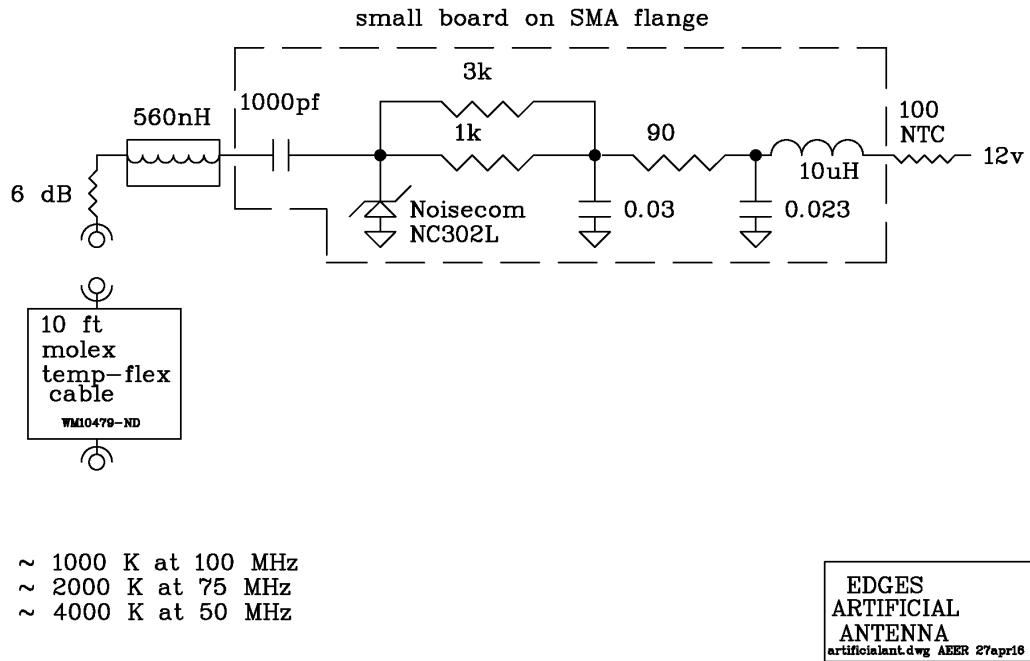 small board on SMA flange
3k
1000pf
560nH
1k
90
100
NTC
12v
10uH
6 dB
Noisecom
NC302L
0.03
0.023
10 ft
molex
temp-flex
cable
WM10479-ND
~ 1000 K at 100 MHz
~ 2000 K at 75 MHz
~ 4000 K at 50 MHz
EDGES
ARTIFICIAL
ANTENNA
artificialant.dwg AEER 27apr16